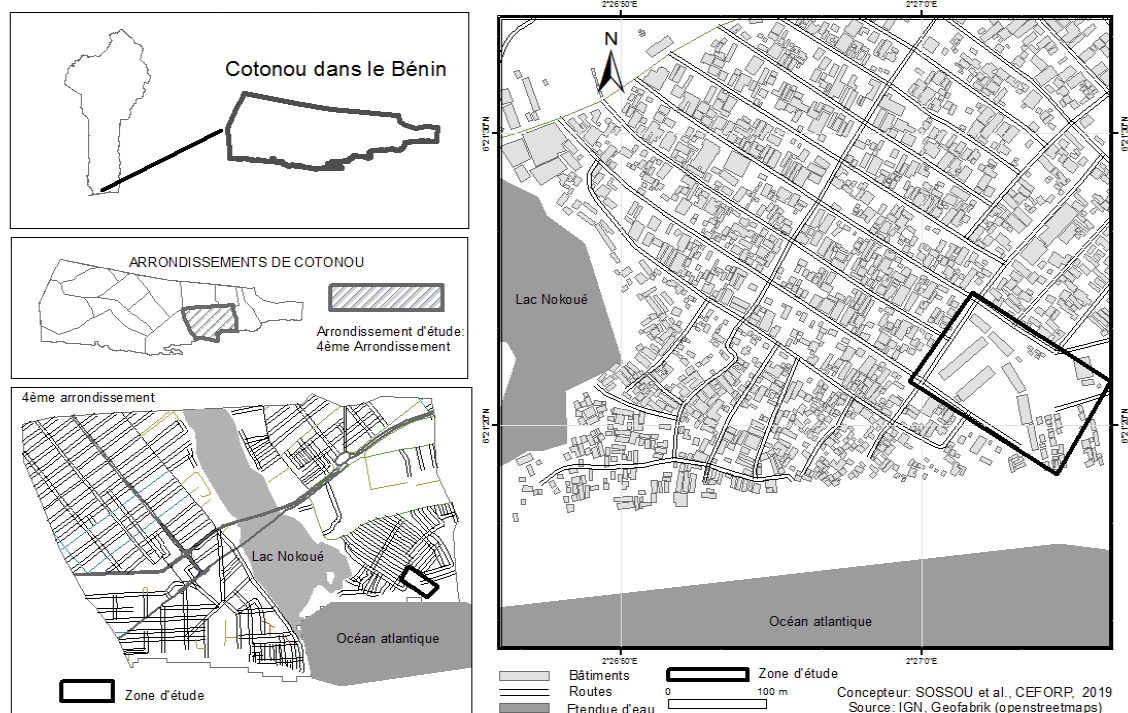 Cotonou dans le Bénin
ARRONDISSEMENTS DE COTONOU
Arrondissement d'étude:
4ème Arrondissement
4ème arrondissement
Lac Nokoué
Océan atlantique
Zone d'étude
2°26'50"E
2°27'0"E
N
6°21'30"N
6°21'30"N
Lac Nokoué
6°21'20"N
6°21'20"N
Océan atlantique
2°26'50"E
2°27'0"E
Bâtiments
Routes
Etendue d'eau
Zone d'étude
0 100 m
Concepteur: SOSSOU et al., CEFORP, 2019
Source: IGN, Geofabrik (openstreetmaps)